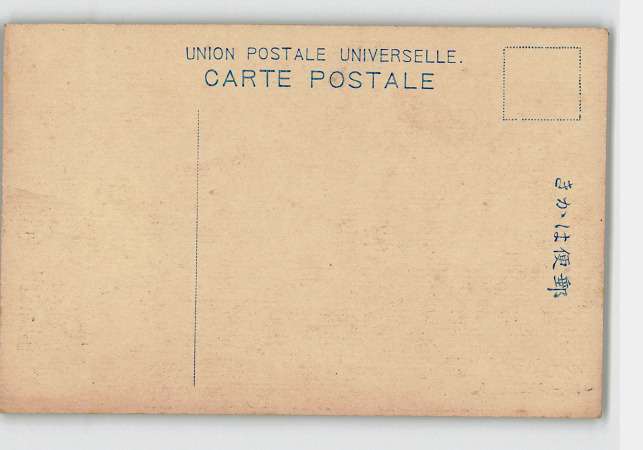 UNION POSTALE UNIVERSELLE.
CARTE POSTALE
きかは便郵